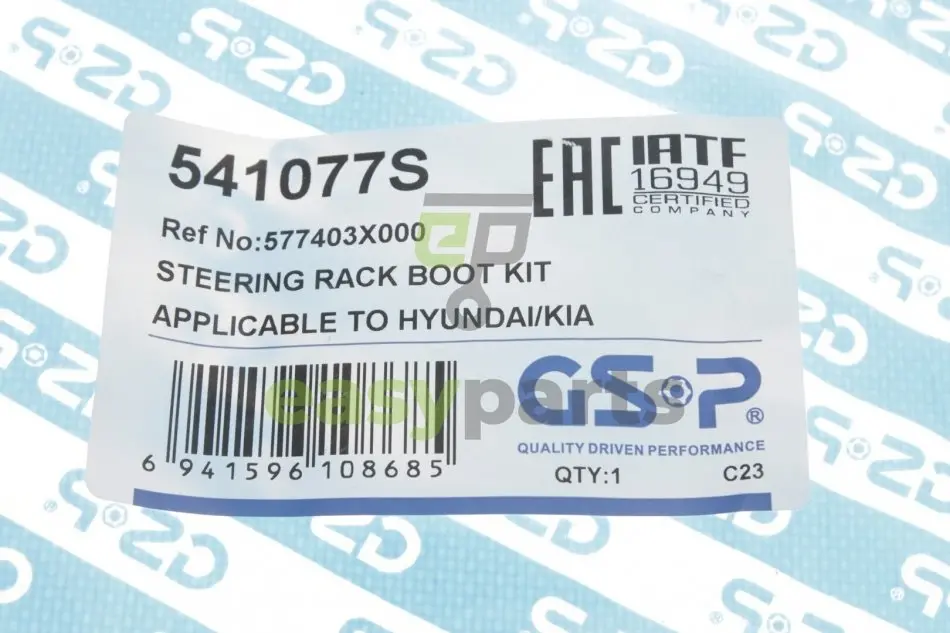 541077S
EAC
IATF
16949
CERTIFIED
COMPANY
Ref No:577403X000
STEERING RACK BOOT KIT
APPLICABLE TO HYUNDAI/KIA
easyparts
GSP®
QUALITY DRIVEN PERFORMANCE
6 941596 108685
QTY:1
C23